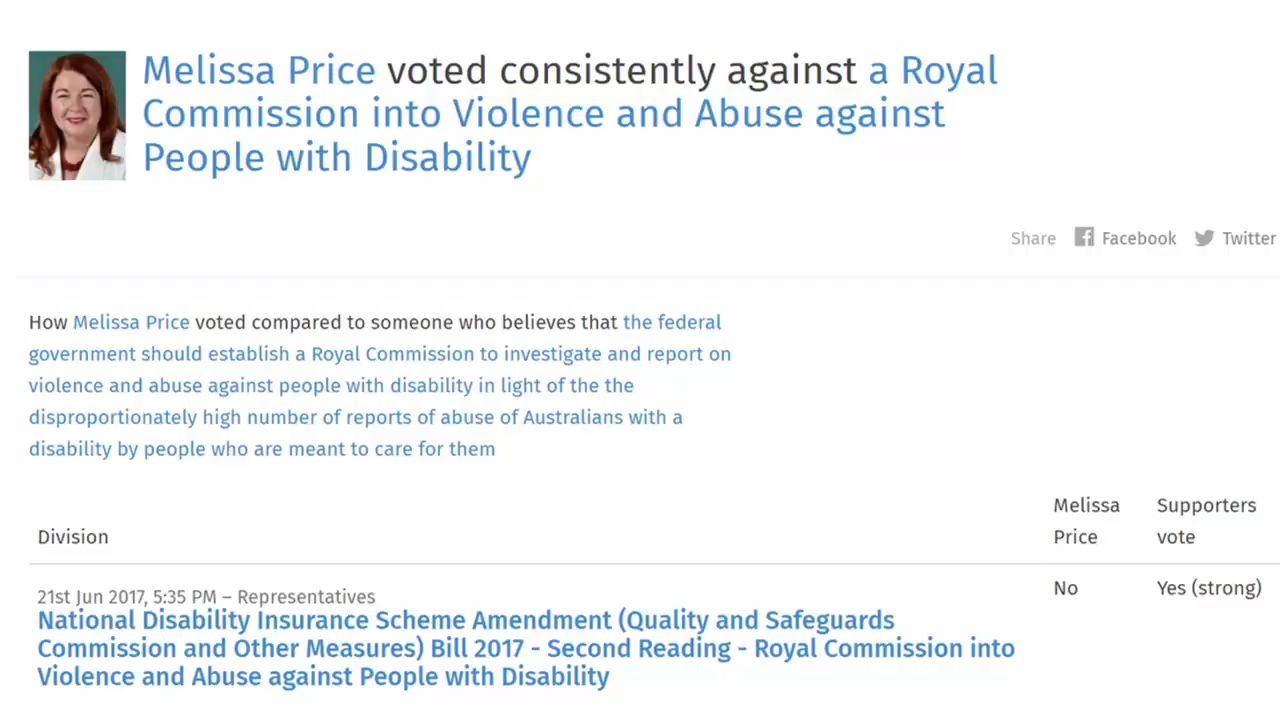 Melissa Price voted consistently against a Royal
Commission into Violence and Abuse against
People with Disability
Share Facebook Twitter
How Melissa Price voted compared to someone who believes that the federal
government should establish a Royal Commission to investigate and report on
violence and abuse against people with disability in light of the the
disproportionately high number of reports of abuse of Australians with a
disability by people who are meant to care for them
Division
Melissa
Price
Supporters
vote
21st Jun 2017, 5:35 PM – Representatives
National Disability Insurance Scheme Amendment (Quality and Safeguards
Commission and Other Measures) Bill 2017 - Second Reading - Royal Commission into
Violence and Abuse against People with Disability
No
Yes (strong)